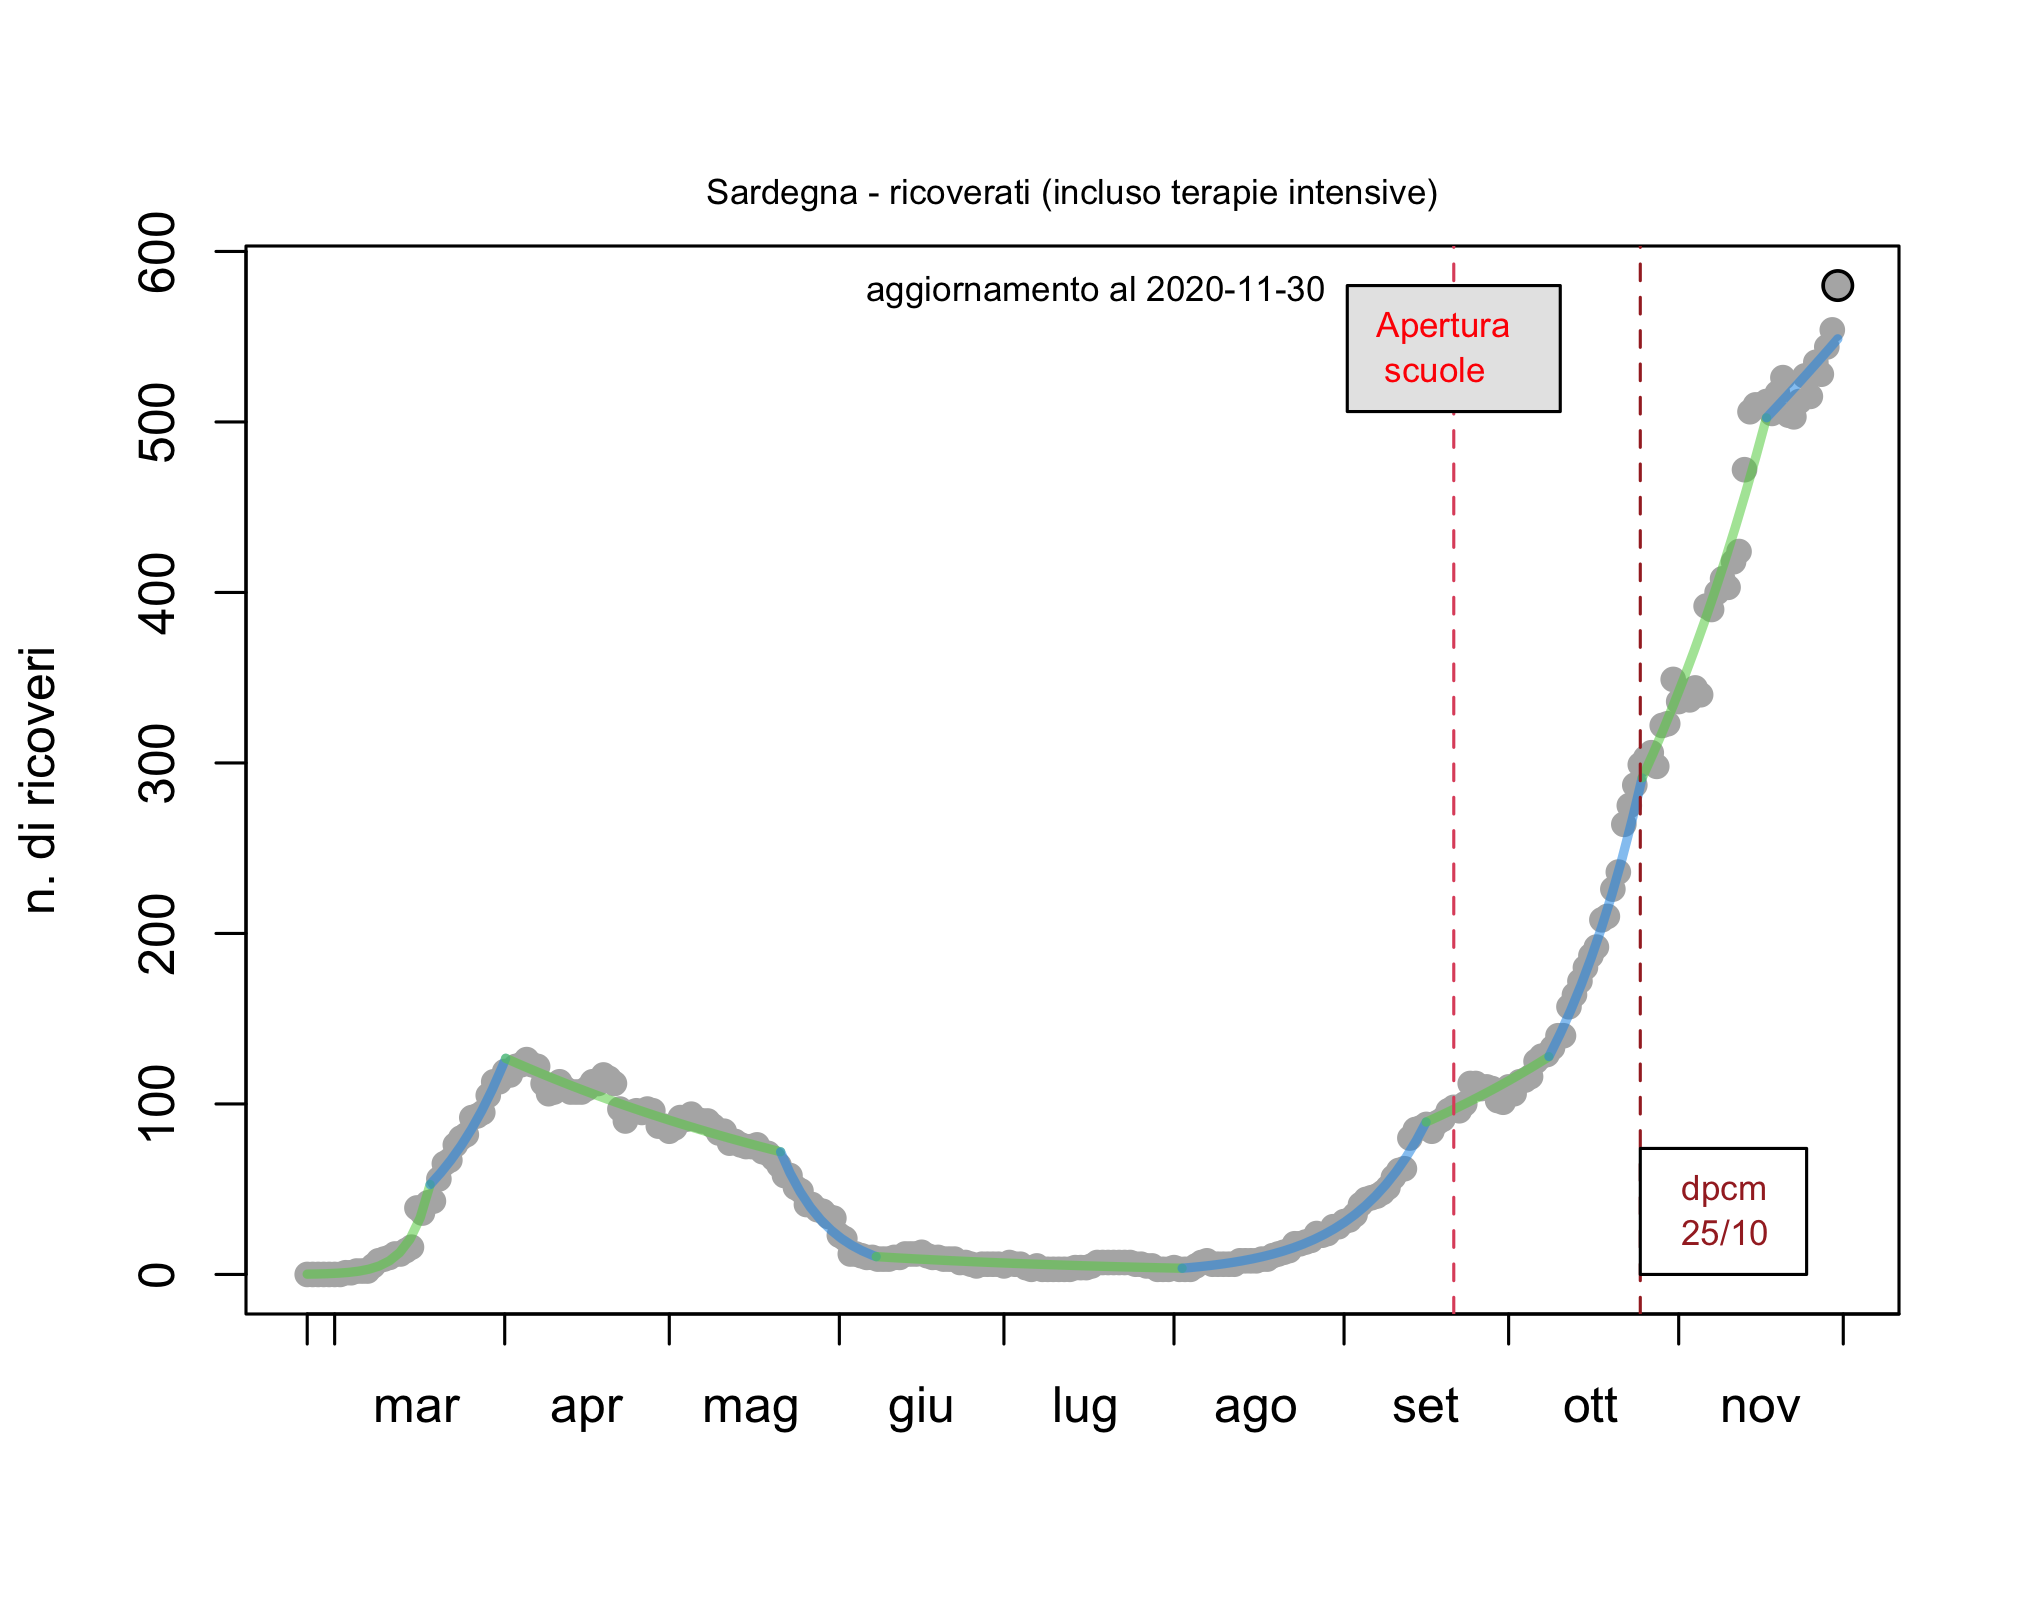 Sardegna - ricoverati (incluso terapie intensive)
aggiornamento al 2020-11-30
Apertura
scuole
n. di ricoveri
600
500
400
300
200
100
0
dpcm
25/10
mar apr mag giu lug ago set ott nov